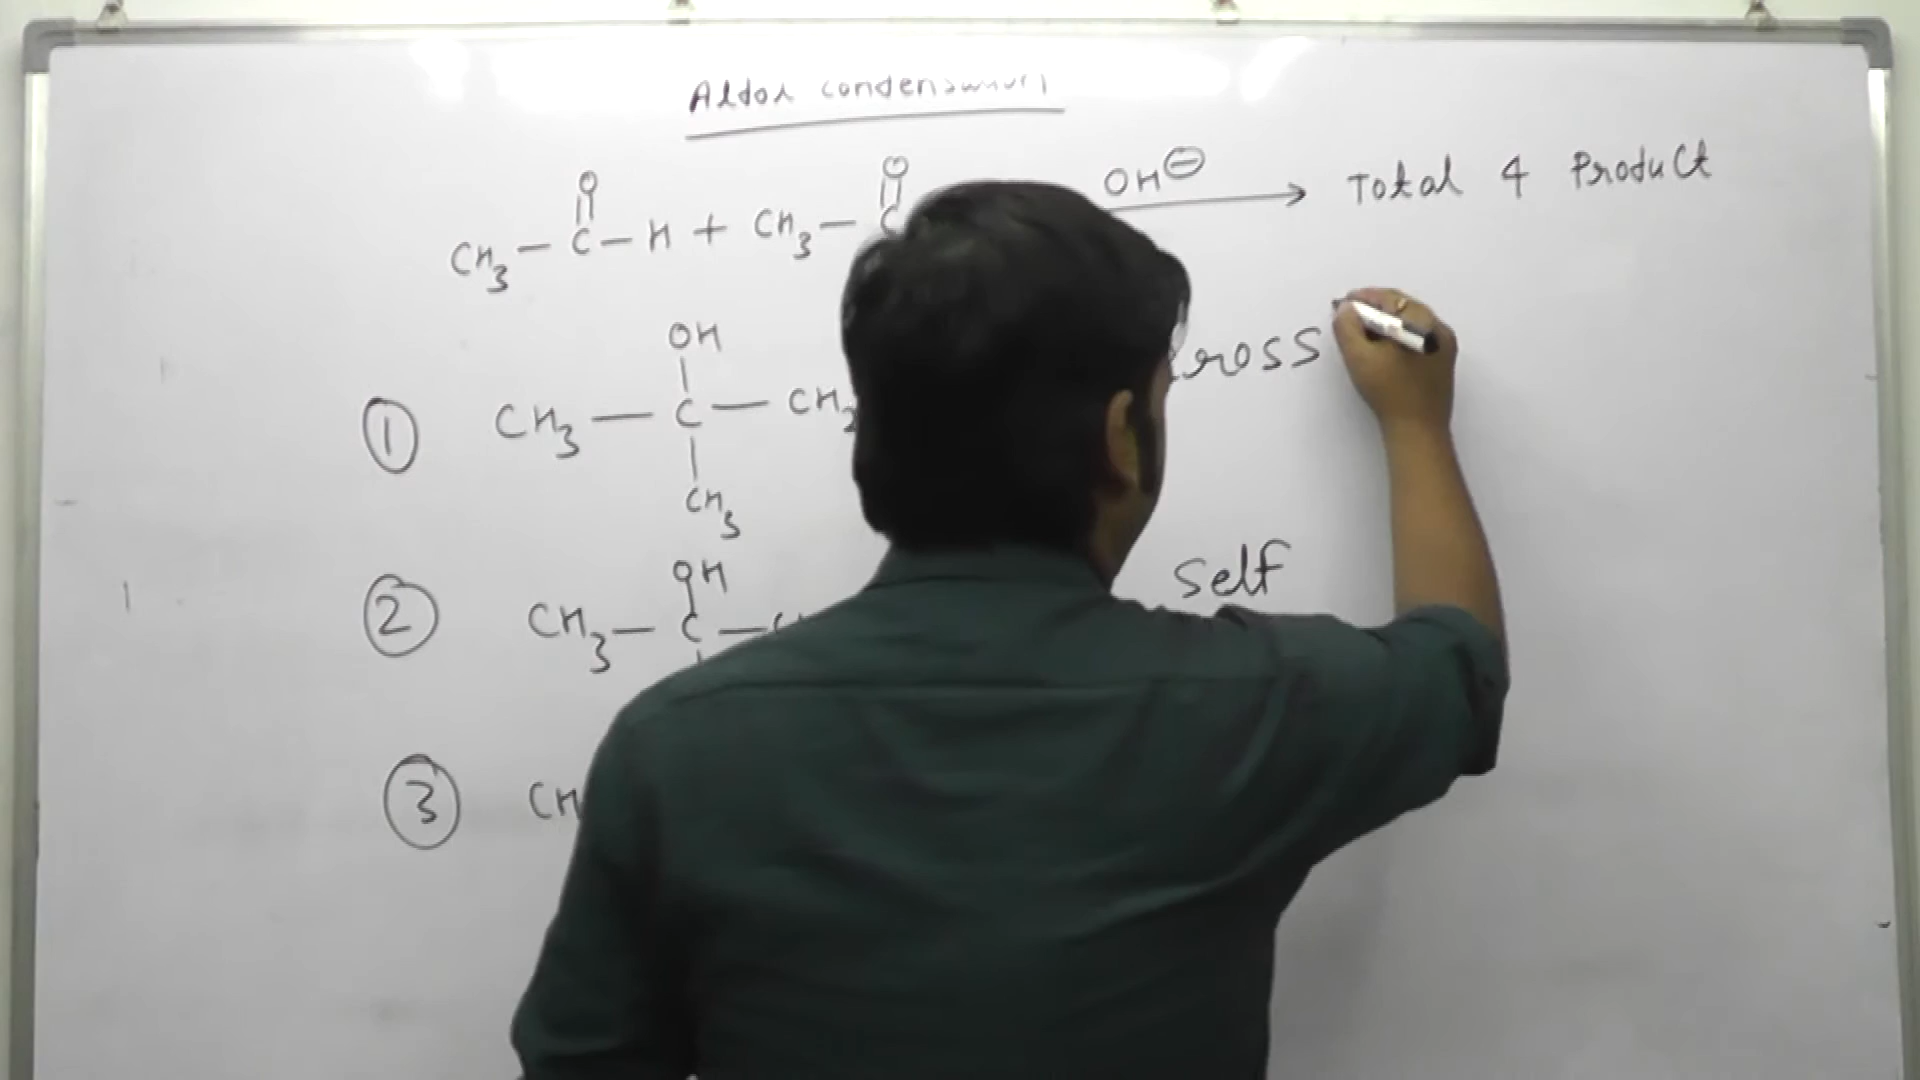 Aldol condensation
O O
CH3 — C — H + CH3 — C OH⊖ → Total 4 Product
OH
① CH3 — C — CH2 Cross
CH3
OH
② CH3 — C — Self
③ CH